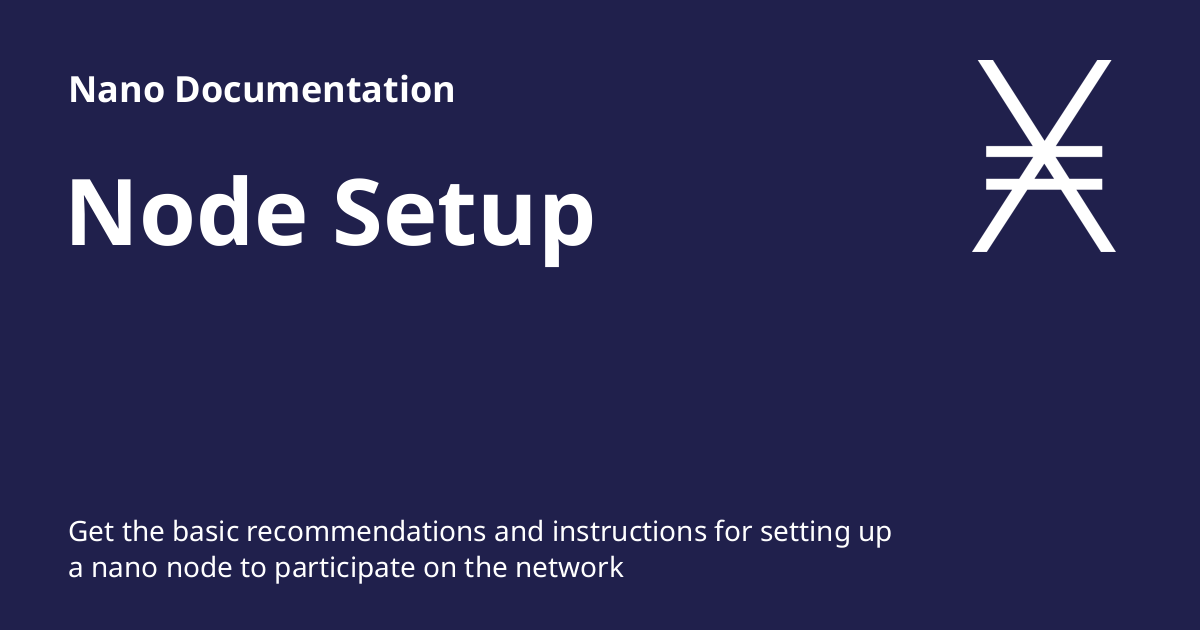 Nano Documentation
Node Setup
Get the basic recommendations and instructions for setting up
a nano node to participate on the network